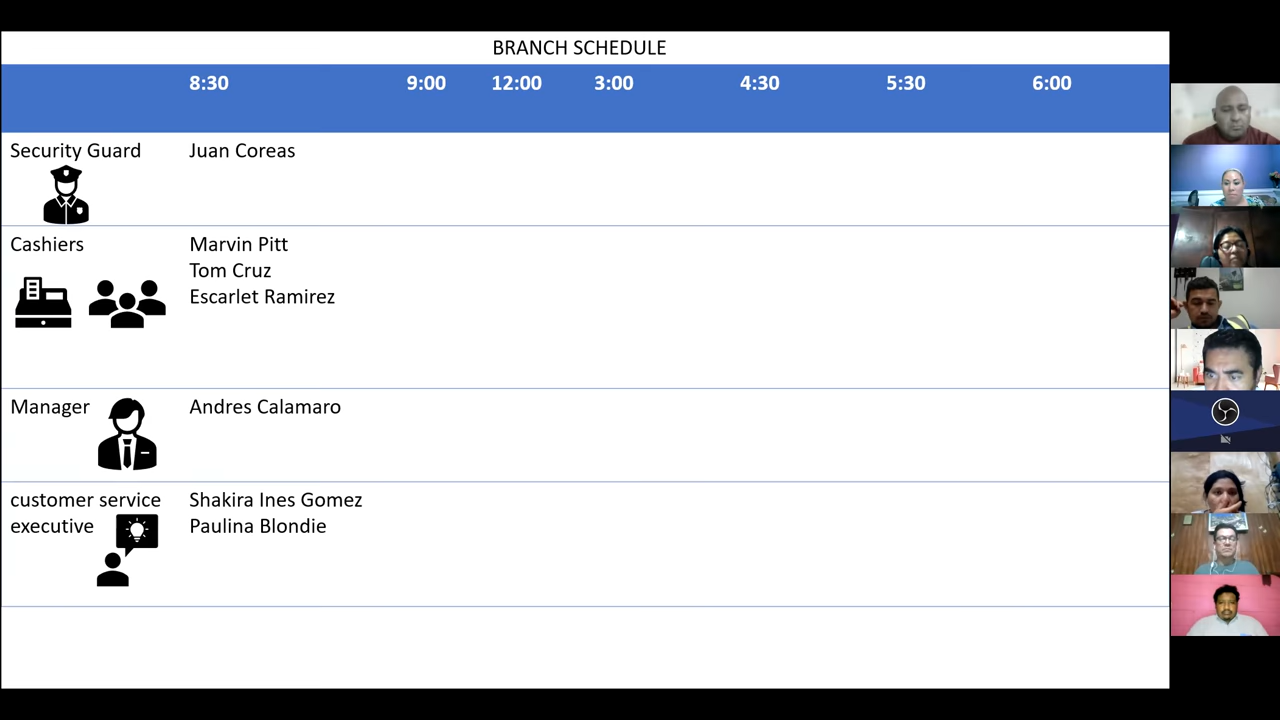 BRANCH SCHEDULE
8:30 9:00 12:00 3:00 4:30 5:30 6:00
Security Guard Juan Coreas
Cashiers Marvin Pitt
Tom Cruz
Escarlet Ramirez
Manager Andres Calamaro
customer service Shakira Ines Gomez
executive Paulina Blondie